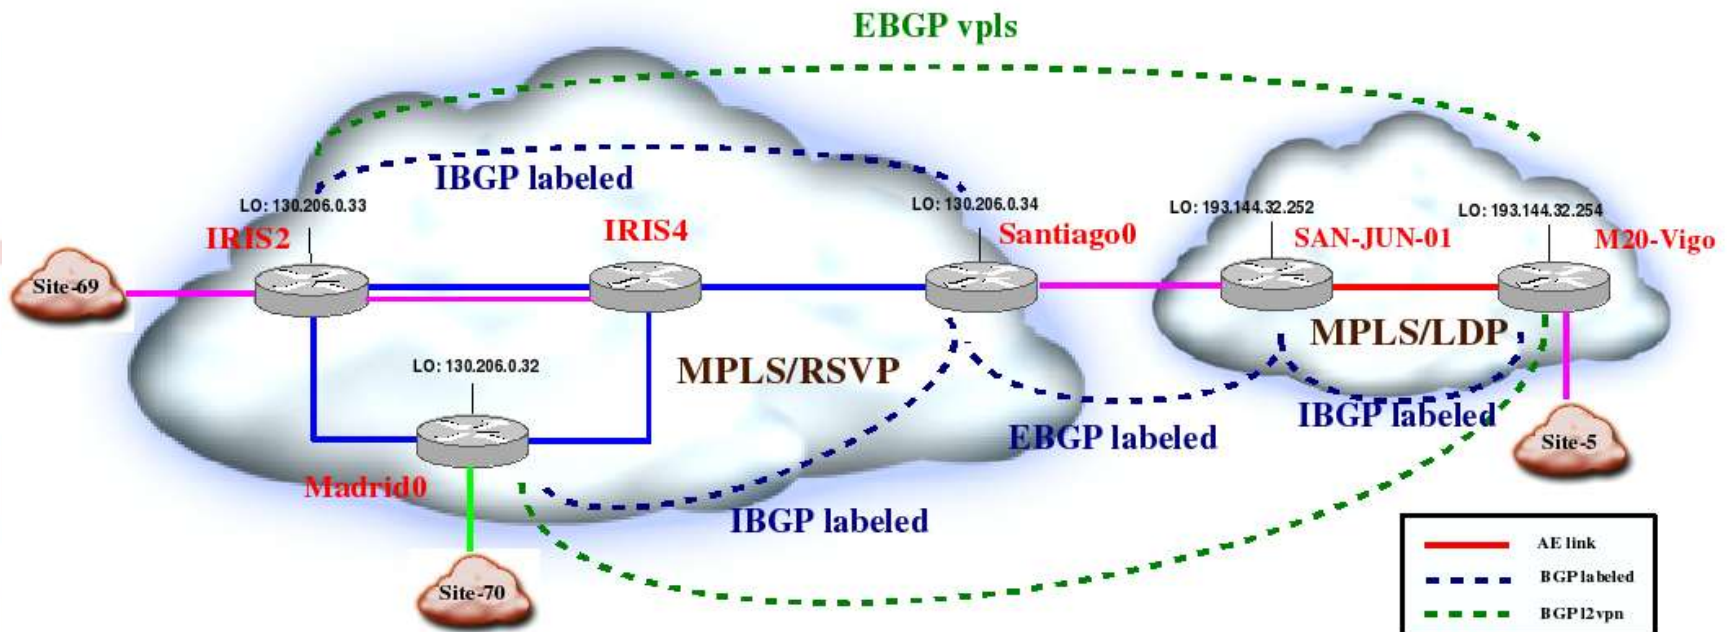 EBGP vpls
IBGP labeled
LO: 130.206.0.33
LO: 130.206.0.34
LO: 193.144.32.252
LO: 193.144.32.254
IRIS2
IRIS4
Santiago0
SAN-JUN-01
M20-Vigo
Site-69
MPLS/RSVP
MPLS/LDP
LO: 130.206.0.32
EBGP labeled
IBGP labeled
Site-5
Madrid0
IBGP labeled
Site-70
AE link
BGP labeled
BGP l2vpn